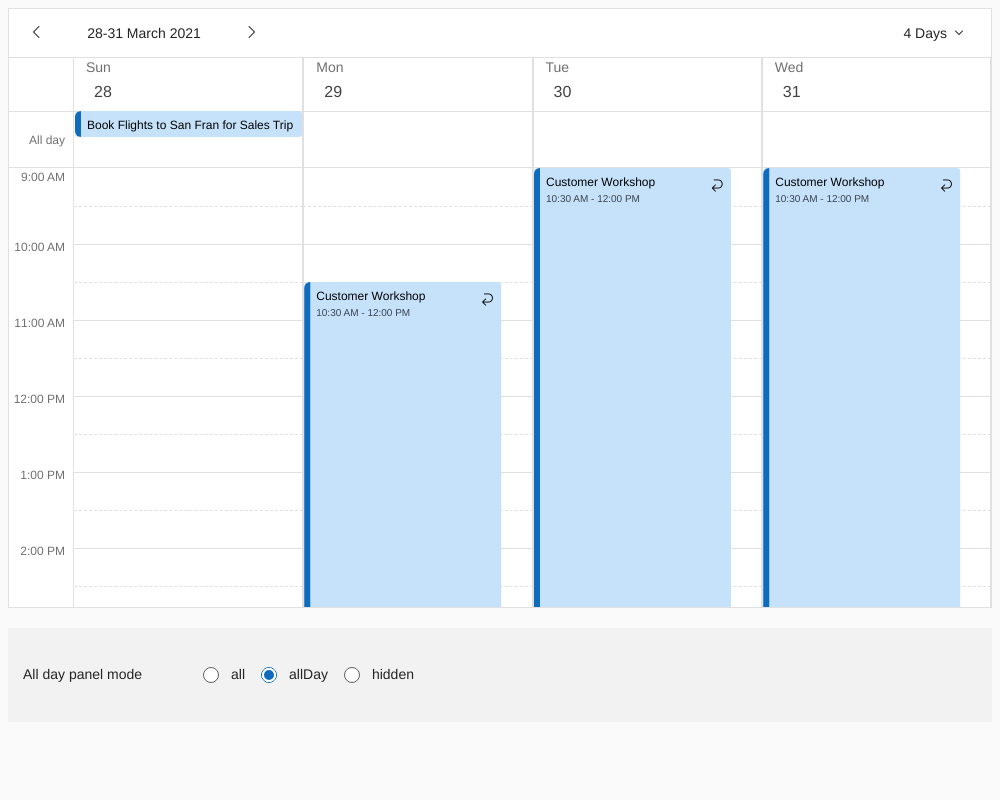 28-31 March 2021
4 Days
Sun
Mon
Tue
Wed
28
29
30
31
All day
Book Flights to San Fran for Sales Trip
9:00 AM
Customer Workshop
10:30 AM - 12:00 PM
Customer Workshop
10:30 AM - 12:00 PM
10:00 AM
Customer Workshop
10:30 AM - 12:00 PM
11:00 AM
12:00 PM
1:00 PM
2:00 PM
All day panel mode
all
allDay
hidden